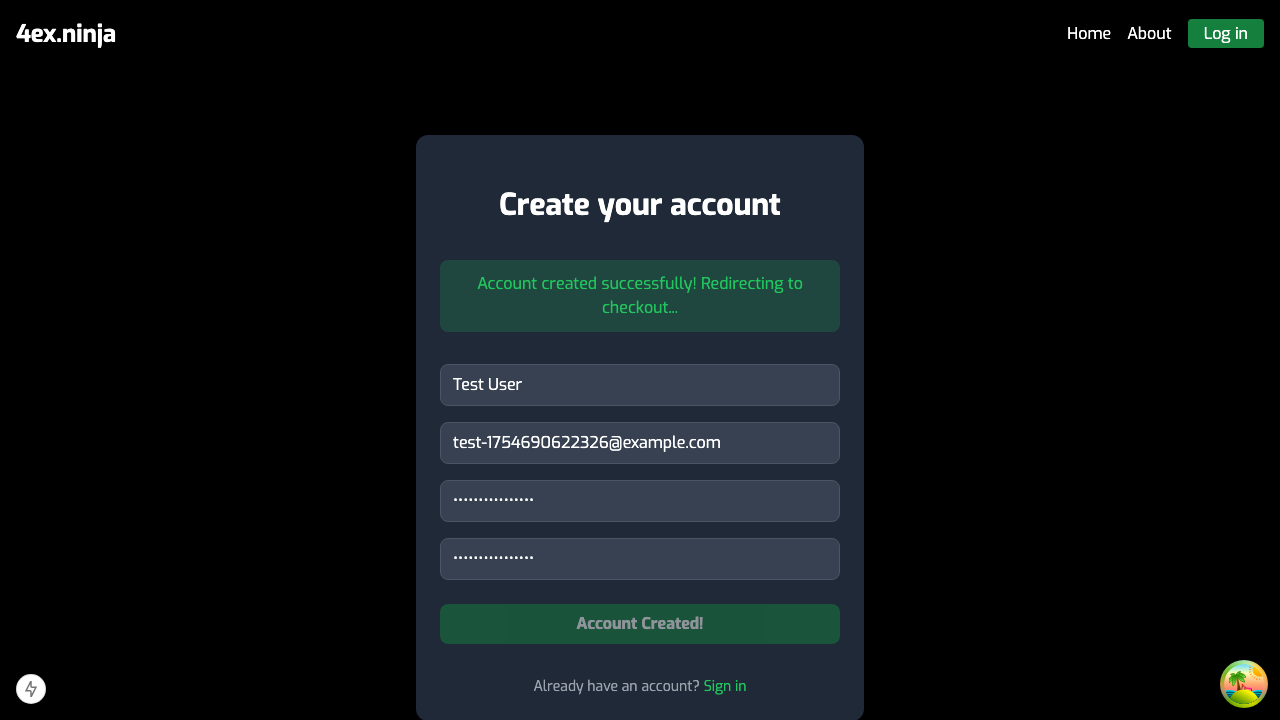 4ex.ninja
Home
About
Log in
Create your account
Account created successfully! Redirecting to
checkout...
Test User
test-1754690622326@example.com
••••••••••••••••
••••••••••••••••
Account Created!
Already have an account? Sign in